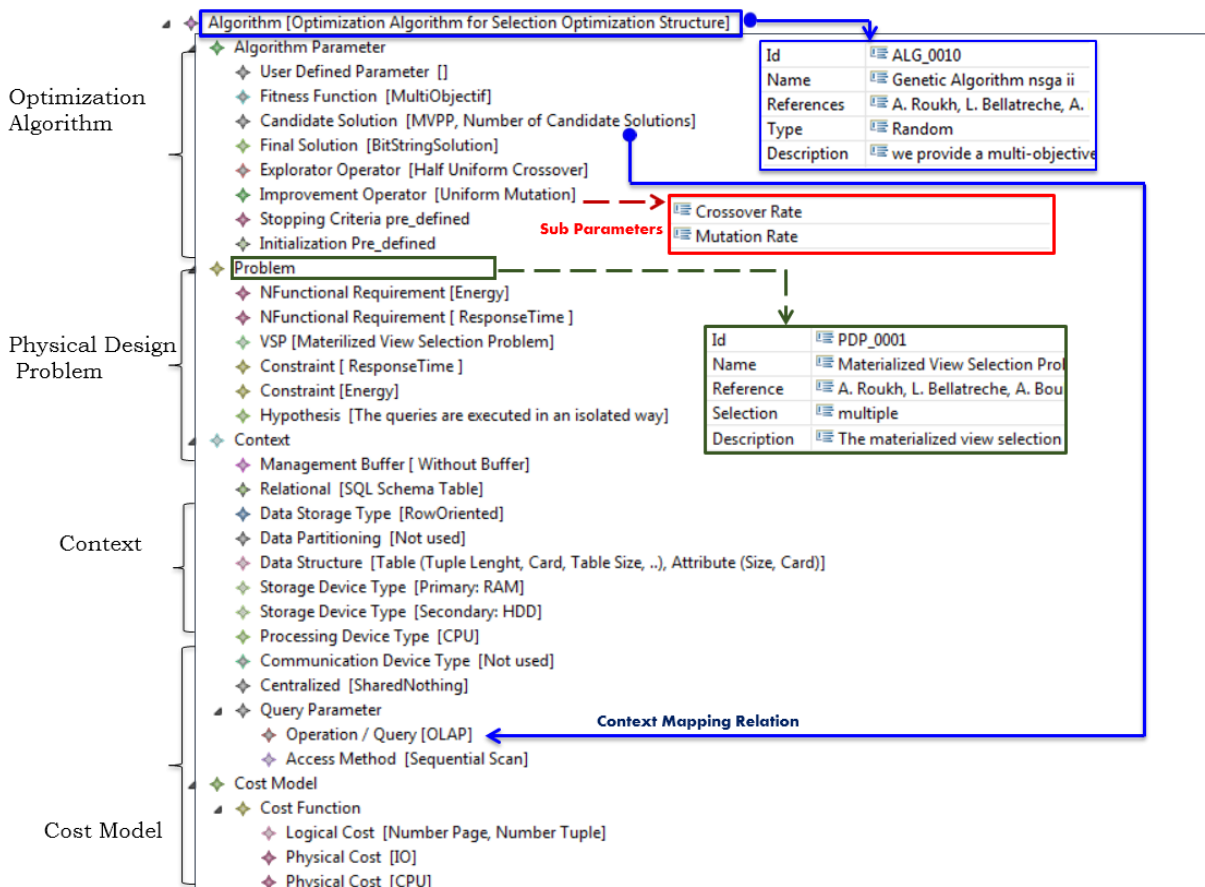 Algorithm [Optimization Algorithm for Selection Optimization Structure]
Algorithm Parameter
User Defined Parameter []
Fitness Function [MultiObjectif]
Candidate Solution [MVPP, Number of Candidate Solutions]
Final Solution [BitStringSolution]
Explorator Operator [Half Uniform Crossover]
Improvement Operator [Uniform Mutation]
Stopping Criteria pre_defined
Initialization Pre_defined
Optimization
Algorithm
Id ALG_0010
Name Genetic Algorithm nsga ii
References A. Roukh, L. Bellatreche, A.
Type Random
Description we provide a multi-objective
Sub Parameters
Crossover Rate
Mutation Rate
Problem
NFunctional Requirement [Energy]
NFunctional Requirement [ ResponseTime ]
VSP [Materilized View Selection Problem]
Constraint [ ResponseTime ]
Constraint [Energy]
Hypothesis [The queries are executed in an isolated way]
Physical Design
Problem
Id PDP_0001
Name Materialized View Selection Prol
Reference A. Roukh, L. Bellatreche, A. Bou
Selection multiple
Description The materialized view selection
Context
Management Buffer [ Without Buffer]
Relational [SQL Schema Table]
Data Storage Type [RowOriented]
Data Partitioning [Not used]
Data Structure [Table (Tuple Lenght, Card, Table Size, ..), Attribute (Size, Card)]
Storage Device Type [Primary: RAM]
Storage Device Type [Secondary: HDD]
Processing Device Type [CPU]
Communication Device Type [Not used]
Centralized [SharedNothing]
Query Parameter
Operation / Query [OLAP]
Access Method [Sequential Scan]
Context
Context Mapping Relation
Cost Model
Cost Function
Logical Cost [Number Page, Number Tuple]
Physical Cost [IO]
Physical Cost [CPU]
Cost Model